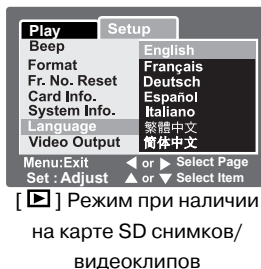 Play Setup
Beep English
Format Français
Fr. No. Reset Deutsch
Card Info. Español
System Info. Italiano
Language 繁體中文
Video Output 简体中文
Menu:Exit ◀ or ▶ Select Page
Set : Adjust ▲ or ▼ Select Item
[ ▶ ] Режим при наличии
на карте SD снимков/
видеоклипов